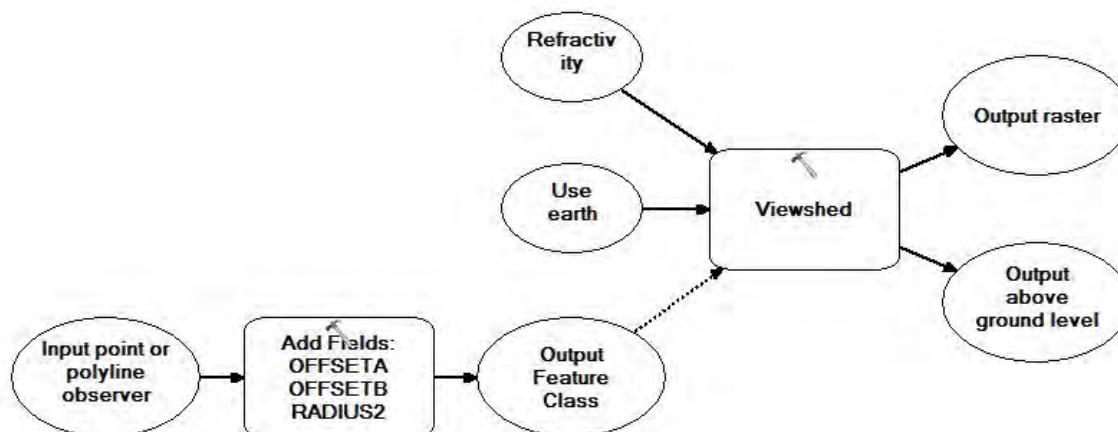 Refractiv
ity
Output raster
Use
earth
Viewshed
Output
above
ground level
Input point or
polyline
observer
Add Fields:
OFFSETA
OFFSETB
RADIUS2
Output
Feature
Class